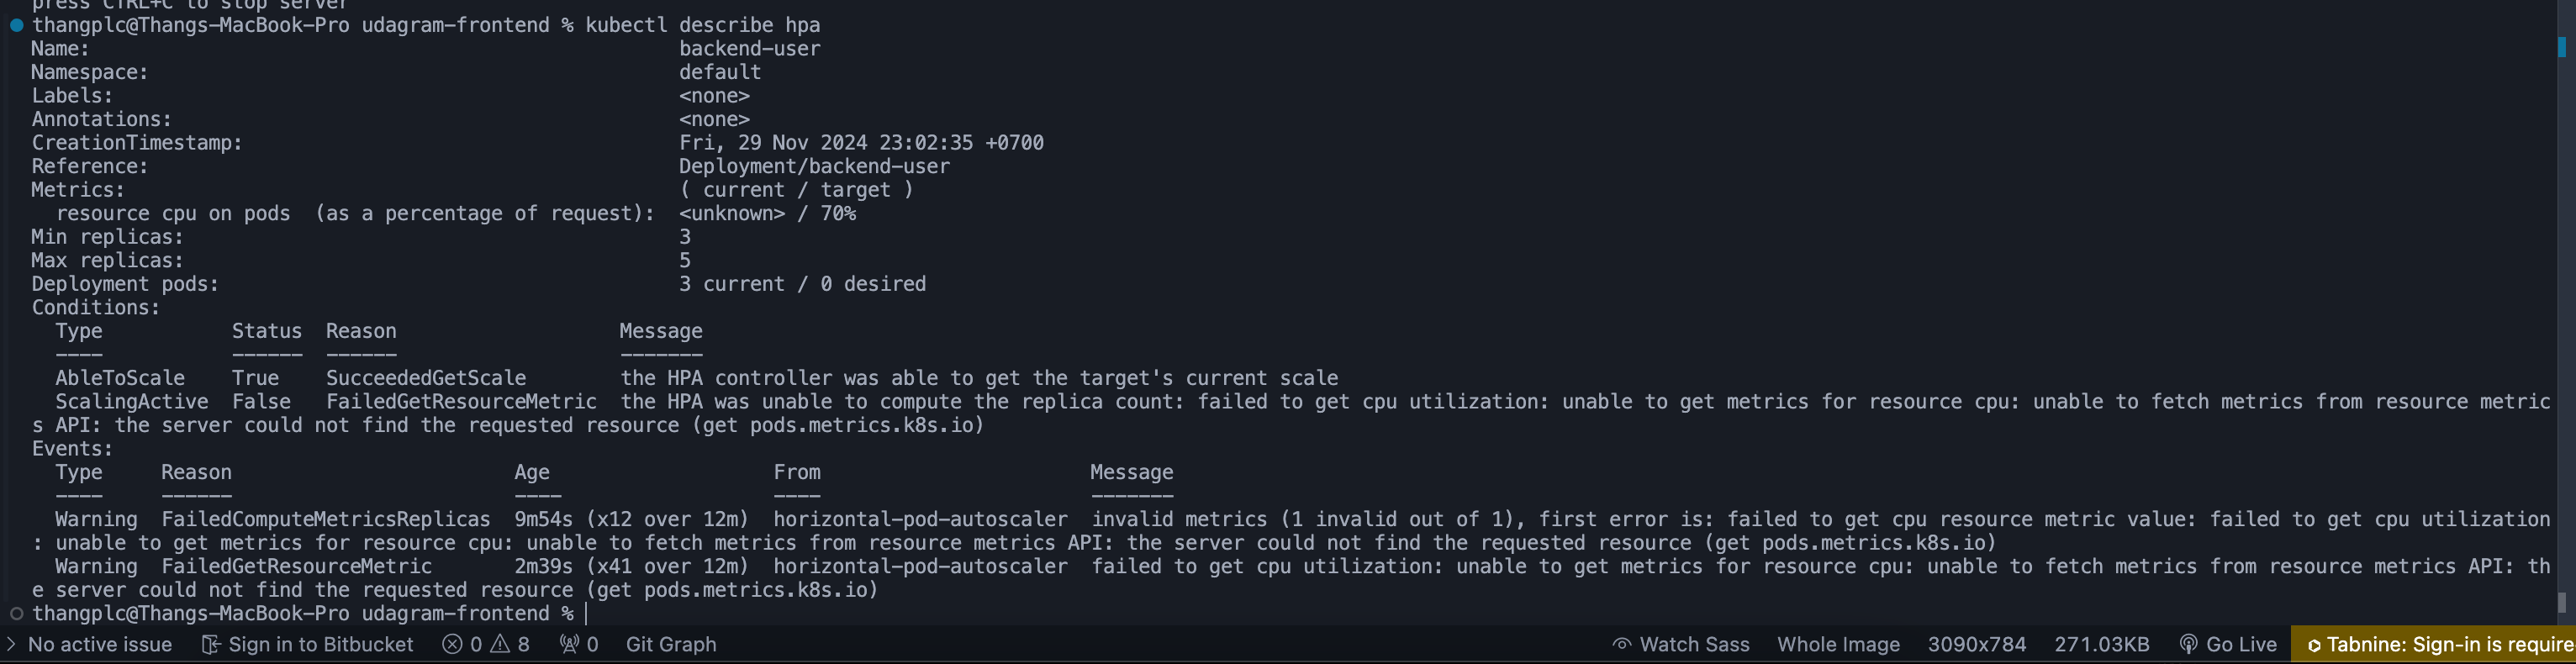 press CTRL+C to stop server
thangplc@Thangs-MacBook-Pro udagram-frontend % kubectl describe hpa
Name:                                                  backend-user
Namespace:                                             default
Labels:                                                <none>
Annotations:                                           <none>
CreationTimestamp:                                     Fri, 29 Nov 2024 23:02:35 +0700
Reference:                                             Deployment/backend-user
Metrics:                                               ( current / target )
  resource cpu on pods  (as a percentage of request):  <unknown> / 70%
Min replicas:                                          3
Max replicas:                                          5
Deployment pods:                                       3 current / 0 desired
Conditions:
  Type           Status  Reason                   Message
  ----           ------  ------                   -------
  AbleToScale    True    SucceededGetScale        the HPA controller was able to get the target's current scale
  ScalingActive  False   FailedGetResourceMetric  the HPA was unable to compute the replica count: failed to get cpu utilization: unable to get metrics for resource cpu: unable to fetch metrics from resource metric
s API: the server could not find the requested resource (get pods.metrics.k8s.io)
Events:
  Type     Reason                        Age                   From                       Message
  ----     ------                        ----                  ----                       -------
  Warning  FailedComputeMetricsReplicas  9m54s (x12 over 12m)  horizontal-pod-autoscaler  invalid metrics (1 invalid out of 1), first error is: failed to get cpu resource metric value: failed to get cpu utilization
: unable to get metrics for resource cpu: unable to fetch metrics from resource metrics API: the server could not find the requested resource (get pods.metrics.k8s.io)
  Warning  FailedGetResourceMetric       2m39s (x41 over 12m)  horizontal-pod-autoscaler  failed to get cpu utilization: unable to get metrics for resource cpu: unable to fetch metrics from resource metrics API: th
e server could not find the requested resource (get pods.metrics.k8s.io)
thangplc@Thangs-MacBook-Pro udagram-frontend %
No active issue Sign in to Bitbucket 0 8 0 Git Graph Watch Sass Whole Image 3090x784 271.03KB Go Live Tabnine: Sign-in is require